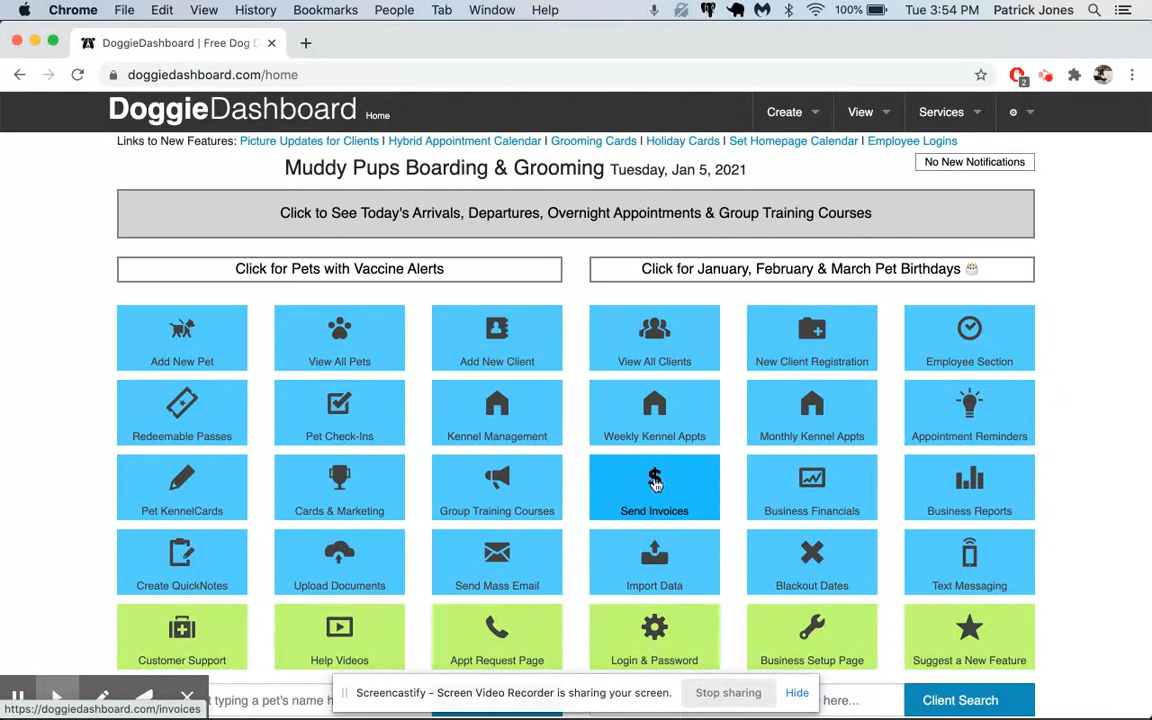 Chrome File Edit View History Bookmarks People Tab Window Help 100% Tue 3:54 PM Patrick Jones
DoggieDashboard | Free Dog
doggiedashboard.com/home 2
DoggieDashboard Home Create View Services
Links to New Features: Picture Updates for Clients | Hybrid Appointment Calendar | Grooming Cards | Holiday Cards | Set Homepage Calendar | Employee Logins
Muddy Pups Boarding & Grooming Tuesday, Jan 5, 2021 No New Notifications
Click to See Today's Arrivals, Departures, Overnight Appointments & Group Training Courses
Click for Pets with Vaccine Alerts Click for January, February & March Pet Birthdays 🎂
Add New Pet View All Pets Add New Client View All Clients New Client Registration Employee Section
Redeemable Passes Pet Check-Ins Kennel Management Weekly Kennel Appts Monthly Kennel Appts Appointment Reminders
Pet KennelCards Cards & Marketing Group Training Courses Send Invoices Business Financials Business Reports
Create QuickNotes Upload Documents Send Mass Email Import Data Blackout Dates Text Messaging
Customer Support Help Videos Appt Request Page Login & Password Business Setup Page Suggest a New Feature
Screencastify - Screen Video Recorder is sharing your screen. Stop sharing Hide
t typing a pet's name h here... Client Search
https://doggiedashboard.com/invoices